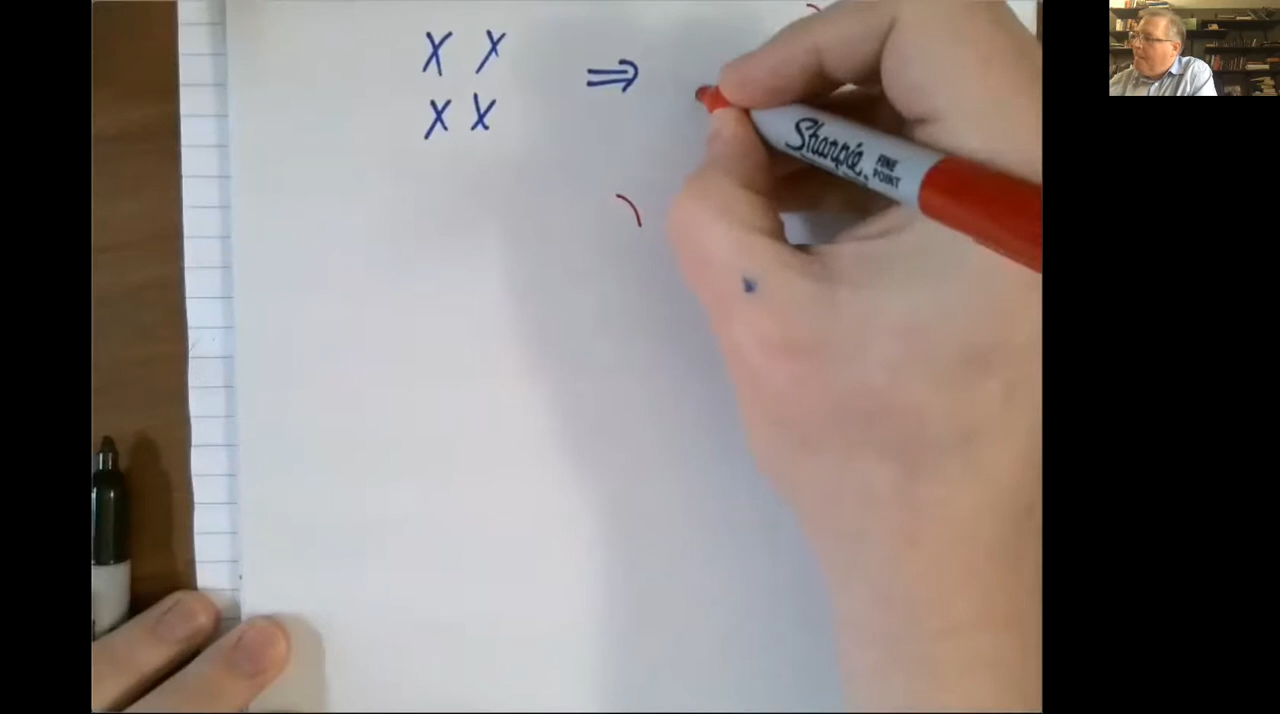 X X ⇒
X X
Sharpie. FINE
POINT